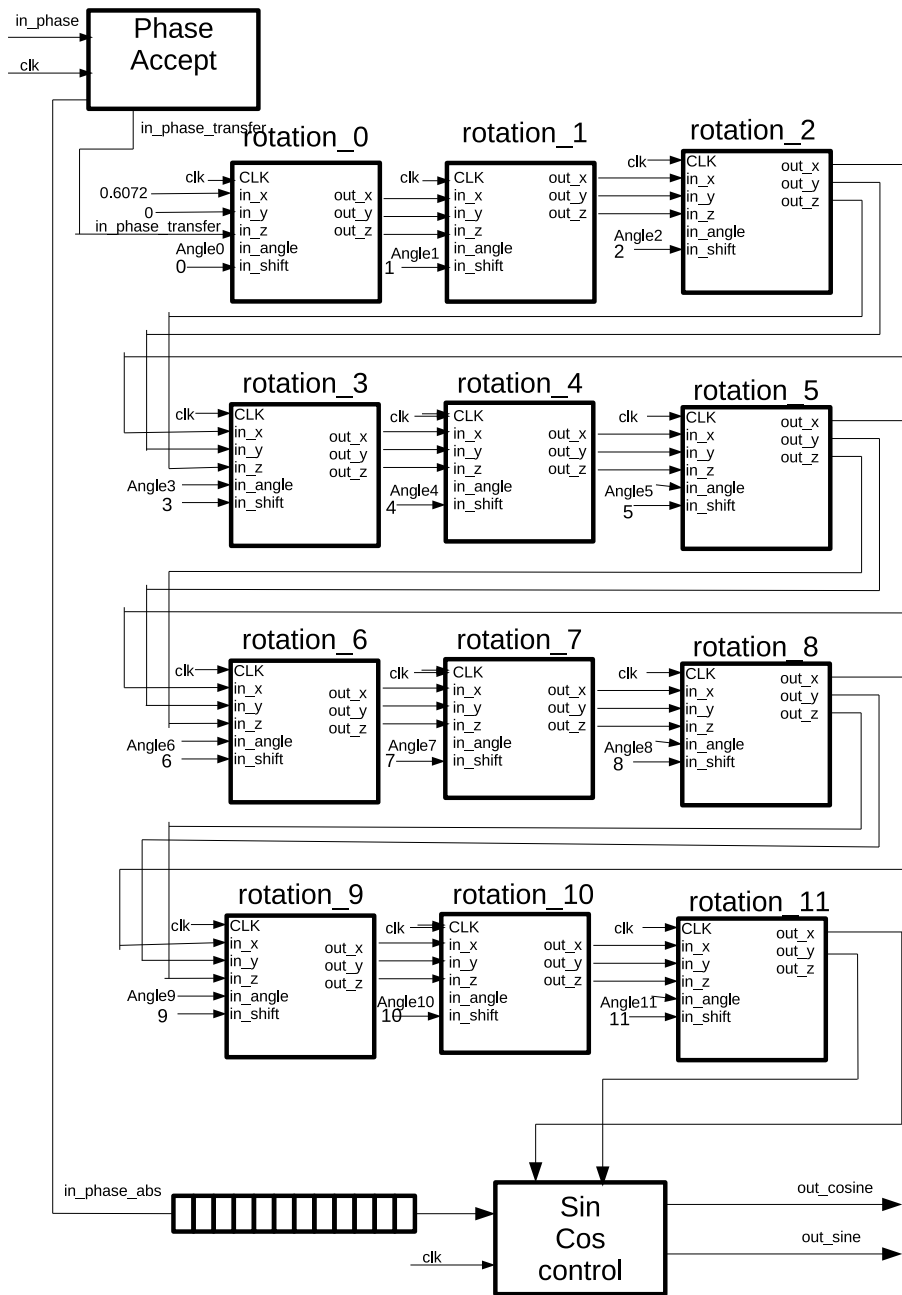 in_phase
clk
Phase
Accept
in_phase_transfer
rotation_0
rotation_1
rotation_2
clk
0.6072
0
in_phase_transfer
Angle0
0
CLK
in_x
in_y
in_z
in_angle
in_shift
out_x
out_y
out_z
clk
Angle1
1
CLK
in_x
in_y
in_z
in_angle
in_shift
out_x
out_y
out_z
clk
Angle2
2
CLK
in_x
in_y
in_z
in_angle
in_shift
out_x
out_y
out_z
rotation_3
rotation_4
rotation_5
clk
Angle3
3
CLK
in_x
in_y
in_z
in_angle
in_shift
out_x
out_y
out_z
clk
Angle4
4
CLK
in_x
in_y
in_z
in_angle
in_shift
out_x
out_y
out_z
clk
Angle5
5
CLK
in_x
in_y
in_z
in_angle
in_shift
out_x
out_y
out_z
rotation_6
rotation_7
rotation_8
clk
Angle6
6
CLK
in_x
in_y
in_z
in_angle
in_shift
out_x
out_y
out_z
clk
Angle7
7
CLK
in_x
in_y
in_z
in_angle
in_shift
out_x
out_y
out_z
clk
Angle8
8
CLK
in_x
in_y
in_z
in_angle
in_shift
out_x
out_y
out_z
rotation_9
rotation_10
rotation_11
clk
Angle9
9
CLK
in_x
in_y
in_z
in_angle
in_shift
out_x
out_y
out_z
clk
Angle10
10
CLK
in_x
in_y
in_z
in_angle
in_shift
out_x
out_y
out_z
clk
Angle11
11
CLK
in_x
in_y
in_z
in_angle
in_shift
out_x
out_y
out_z
in_phase_abs
clk
Sin
Cos
control
out_cosine
out_sine